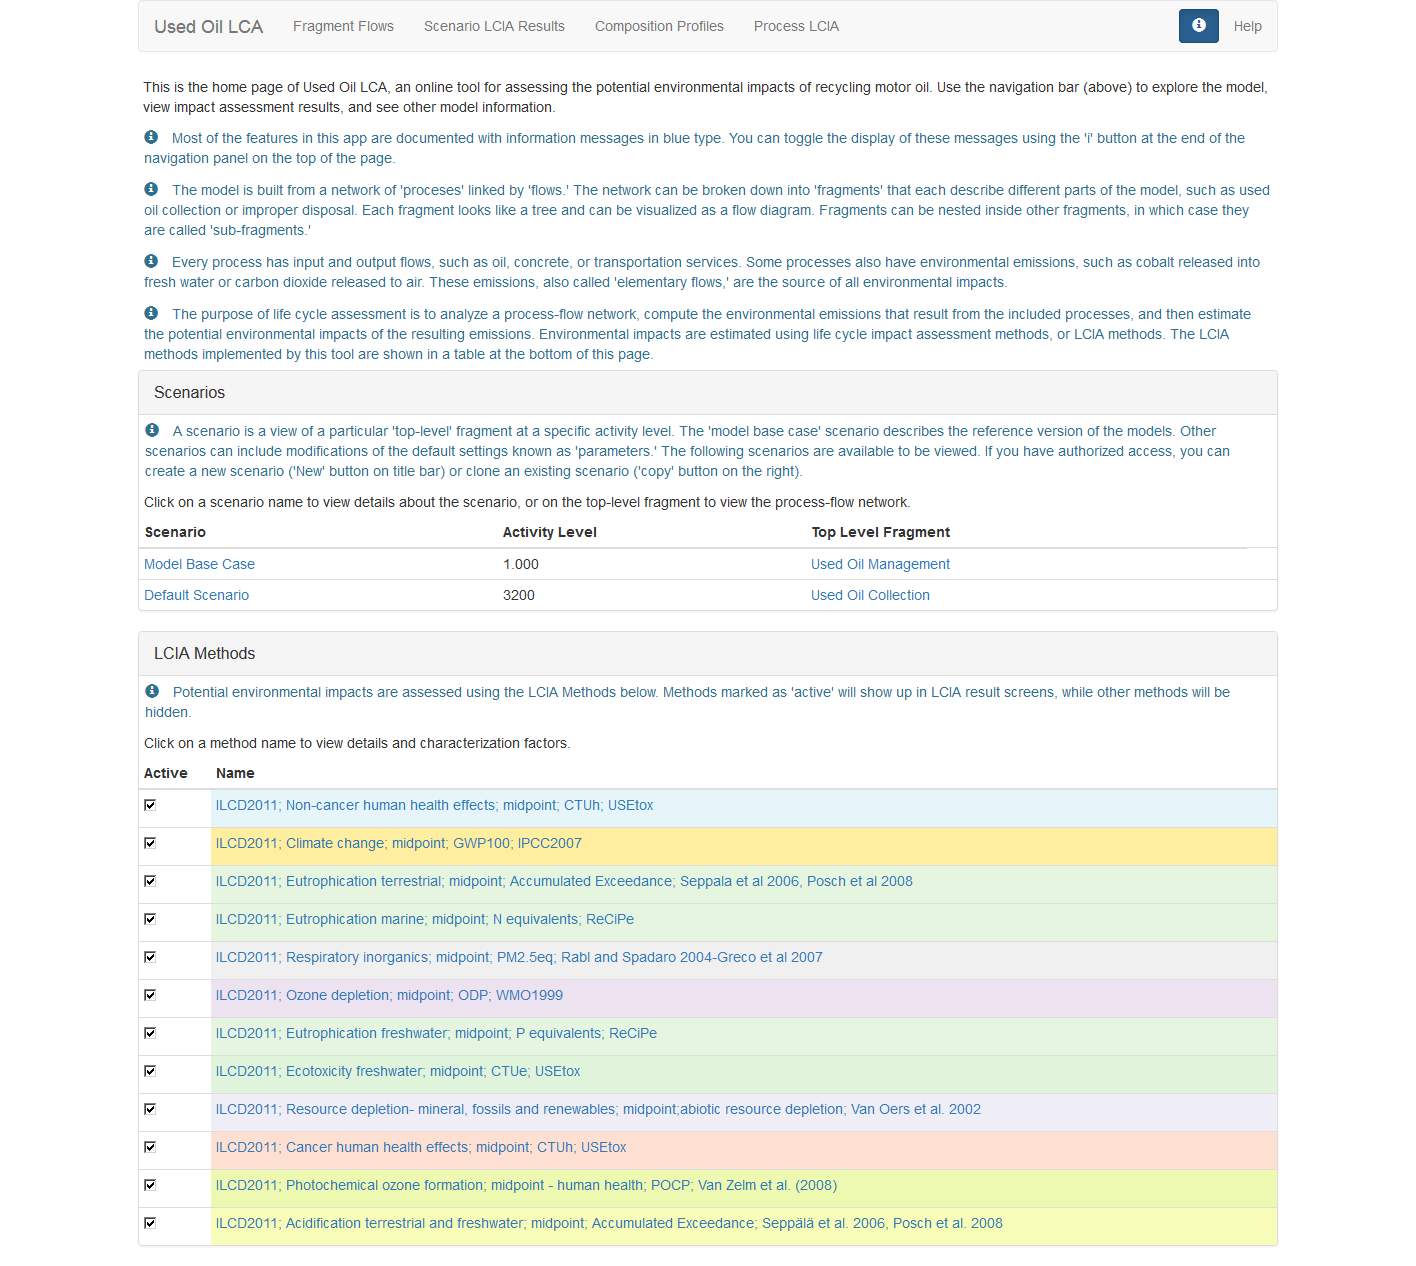 Used Oil LCA Fragment Flows Scenario LCIA Results Composition Profiles Process LCIA Help
This is the home page of Used Oil LCA, an online tool for assessing the potential environmental impacts of recycling motor oil. Use the navigation bar (above) to explore the model,
view impact assessment results, and see other model information.
Most of the features in this app are documented with information messages in blue type. You can toggle the display of these messages using the 'i' button at the end of the
navigation panel on the top of the page.
The model is built from a network of 'proceses' linked by 'flows.' The network can be broken down into 'fragments' that each describe different parts of the model, such as used
oil collection or improper disposal. Each fragment looks like a tree and can be visualized as a flow diagram. Fragments can be nested inside other fragments, in which case they
are called 'sub-fragments.'
Every process has input and output flows, such as oil, concrete, or transportation services. Some processes also have environmental emissions, such as cobalt released into
fresh water or carbon dioxide released to air. These emissions, also called 'elementary flows,' are the source of all environmental impacts.
The purpose of life cycle assessment is to analyze a process-flow network, compute the environmental emissions that result from the included processes, and then estimate
the potential environmental impacts of the resulting emissions. Environmental impacts are estimated using life cycle impact assessment methods, or LCIA methods. The LCIA
methods implemented by this tool are shown in a table at the bottom of this page.
Scenarios
A scenario is a view of a particular 'top-level' fragment at a specific activity level. The 'model base case' scenario describes the reference version of the models. Other
scenarios can include modifications of the default settings known as 'parameters.' The following scenarios are available to be viewed. If you have authorized access, you can
create a new scenario ('New' button on title bar) or clone an existing scenario ('copy' button on the right).
Click on a scenario name to view details about the scenario, or on the top-level fragment to view the process-flow network.
Scenario Activity Level Top Level Fragment
Model Base Case 1.000 Used Oil Management
Default Scenario 3200 Used Oil Collection
LCIA Methods
Potential environmental impacts are assessed using the LCIA Methods below. Methods marked as 'active' will show up in LCIA result screens, while other methods will be
hidden.
Click on a method name to view details and characterization factors.
Active Name
ILCD2011; Non-cancer human health effects; midpoint; CTUh; USEtox
ILCD2011; Climate change; midpoint; GWP100; IPCC2007
ILCD2011; Eutrophication terrestrial; midpoint; Accumulated Exceedance; Seppala et al 2006, Posch et al 2008
ILCD2011; Eutrophication marine; midpoint; N equivalents; ReCiPe
ILCD2011; Respiratory inorganics; midpoint; PM2.5eq; Rabl and Spadaro 2004-Greco et al 2007
ILCD2011; Ozone depletion; midpoint; ODP; WMO1999
ILCD2011; Eutrophication freshwater; midpoint; P equivalents; ReCiPe
ILCD2011; Ecotoxicity freshwater; midpoint; CTUe; USEtox
ILCD2011; Resource depletion- mineral, fossils and renewables; midpoint;abiotic resource depletion; Van Oers et al. 2002
ILCD2011; Cancer human health effects; midpoint; CTUh; USEtox
ILCD2011; Photochemical ozone formation; midpoint - human health; POCP; Van Zelm et al. (2008)
ILCD2011; Acidification terrestrial and freshwater; midpoint; Accumulated Exceedance; Seppälä et al. 2006, Posch et al. 2008